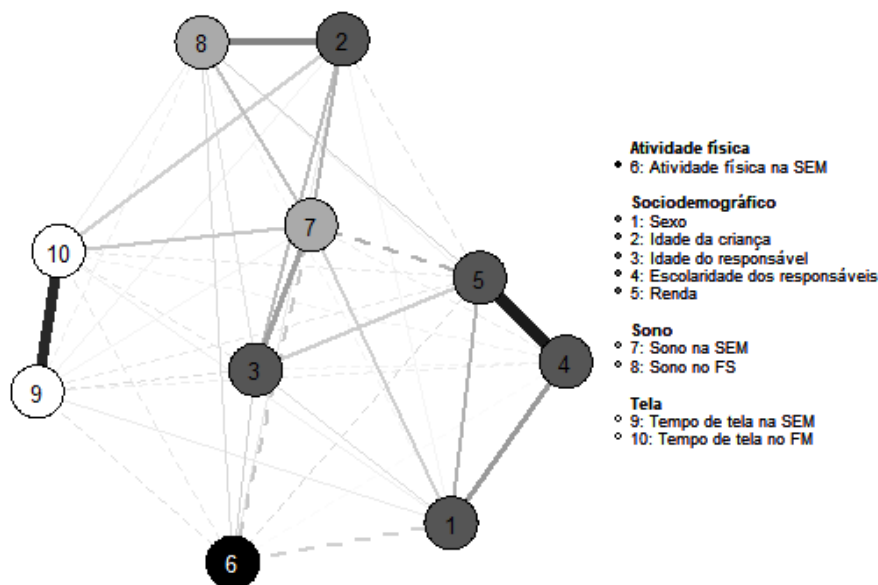 8
2
7
10
5
4
3
9
1
6
Atividade física
6: Atividade física na SEM
Sociodemográfico
1: Sexo
2: Idade da criança
3: Idade do responsável
4: Escolaridade dos responsáveis
5: Renda
Sono
7: Sono na SEM
8: Sono no FS
Tela
9: Tempo de tela na SEM
10: Tempo de tela no FM